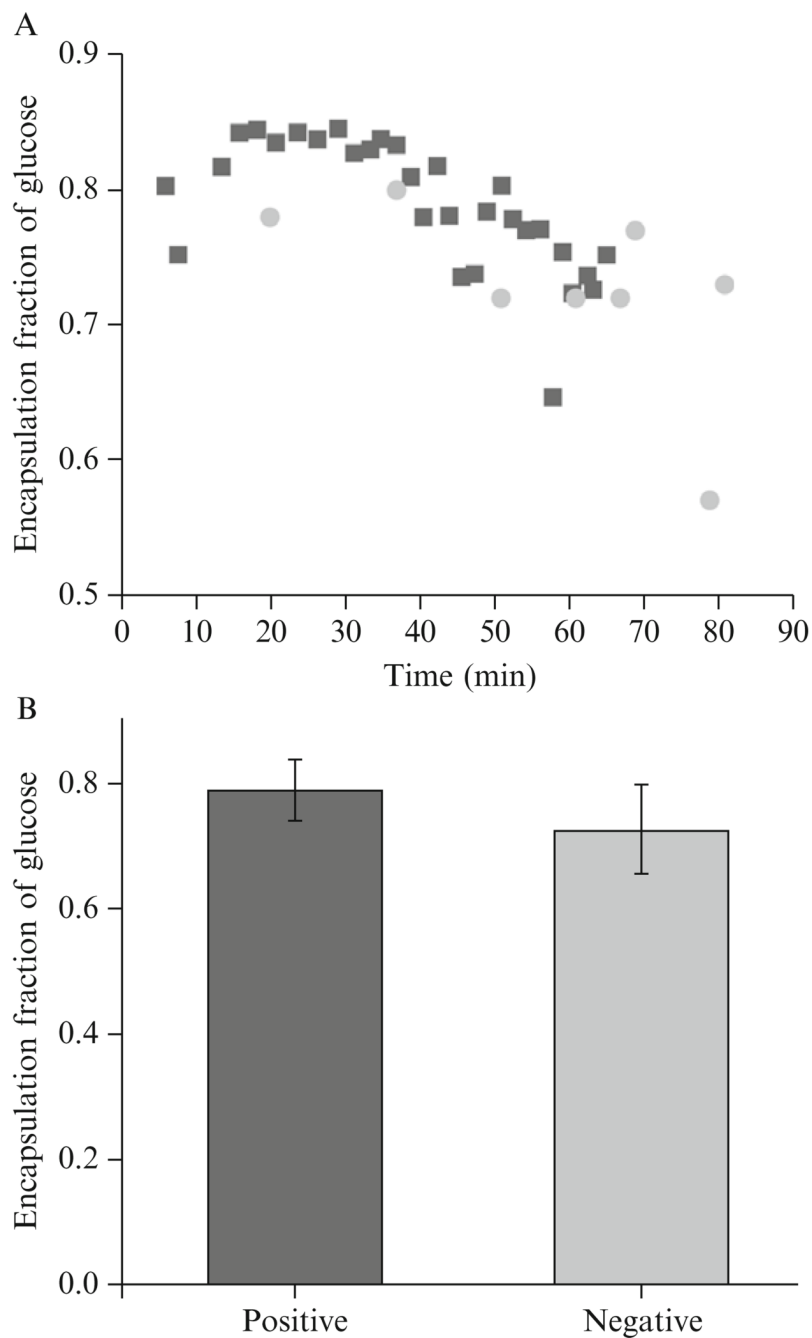 A
Encapsulation fraction of glucose
0.9
0.8
0.7
0.6
0.5
0 10 20 30 40 50 60 70 80 90
Time (min)
B
Encapsulation fraction of glucose
0.8
0.6
0.4
0.2
0.0
Positive Negative